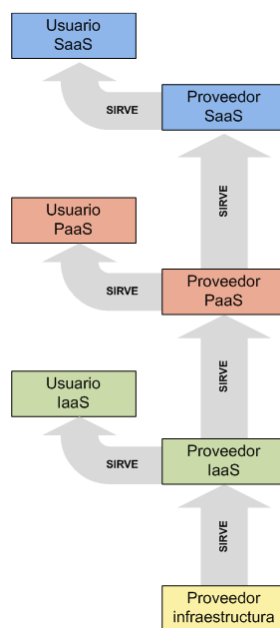 Usuario
SaaS
Proveedor
SaaS
SIRVE
SIRVE
Usuario
PaaS
Proveedor
PaaS
SIRVE
SIRVE
Usuario
IaaS
Proveedor
IaaS
SIRVE
SIRVE
Proveedor
infraestructura